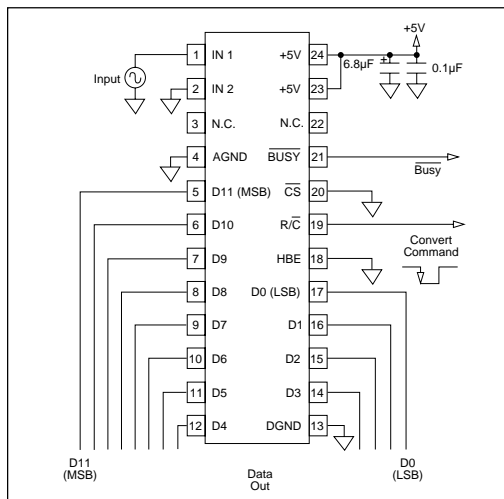 +5V
Input
1 IN 1 +5V 24 6.8µF + 0.1µF
2 IN 2 +5V 23
3 N.C. N.C. 22
4 AGND BUSY 21 Busy
5 D11 (MSB) CS 20
6 D10 R/C 19
Convert
Command
7 D9 HBE 18
8 D8 D0 (LSB) 17
9 D7 D1 16
10 D6 D2 15
11 D5 D3 14
12 D4 DGND 13
D11
(MSB)
Data
Out
D0
(LSB)